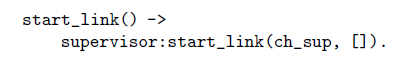 start_link() ->
    supervisor:start_link(ch_sup, []).